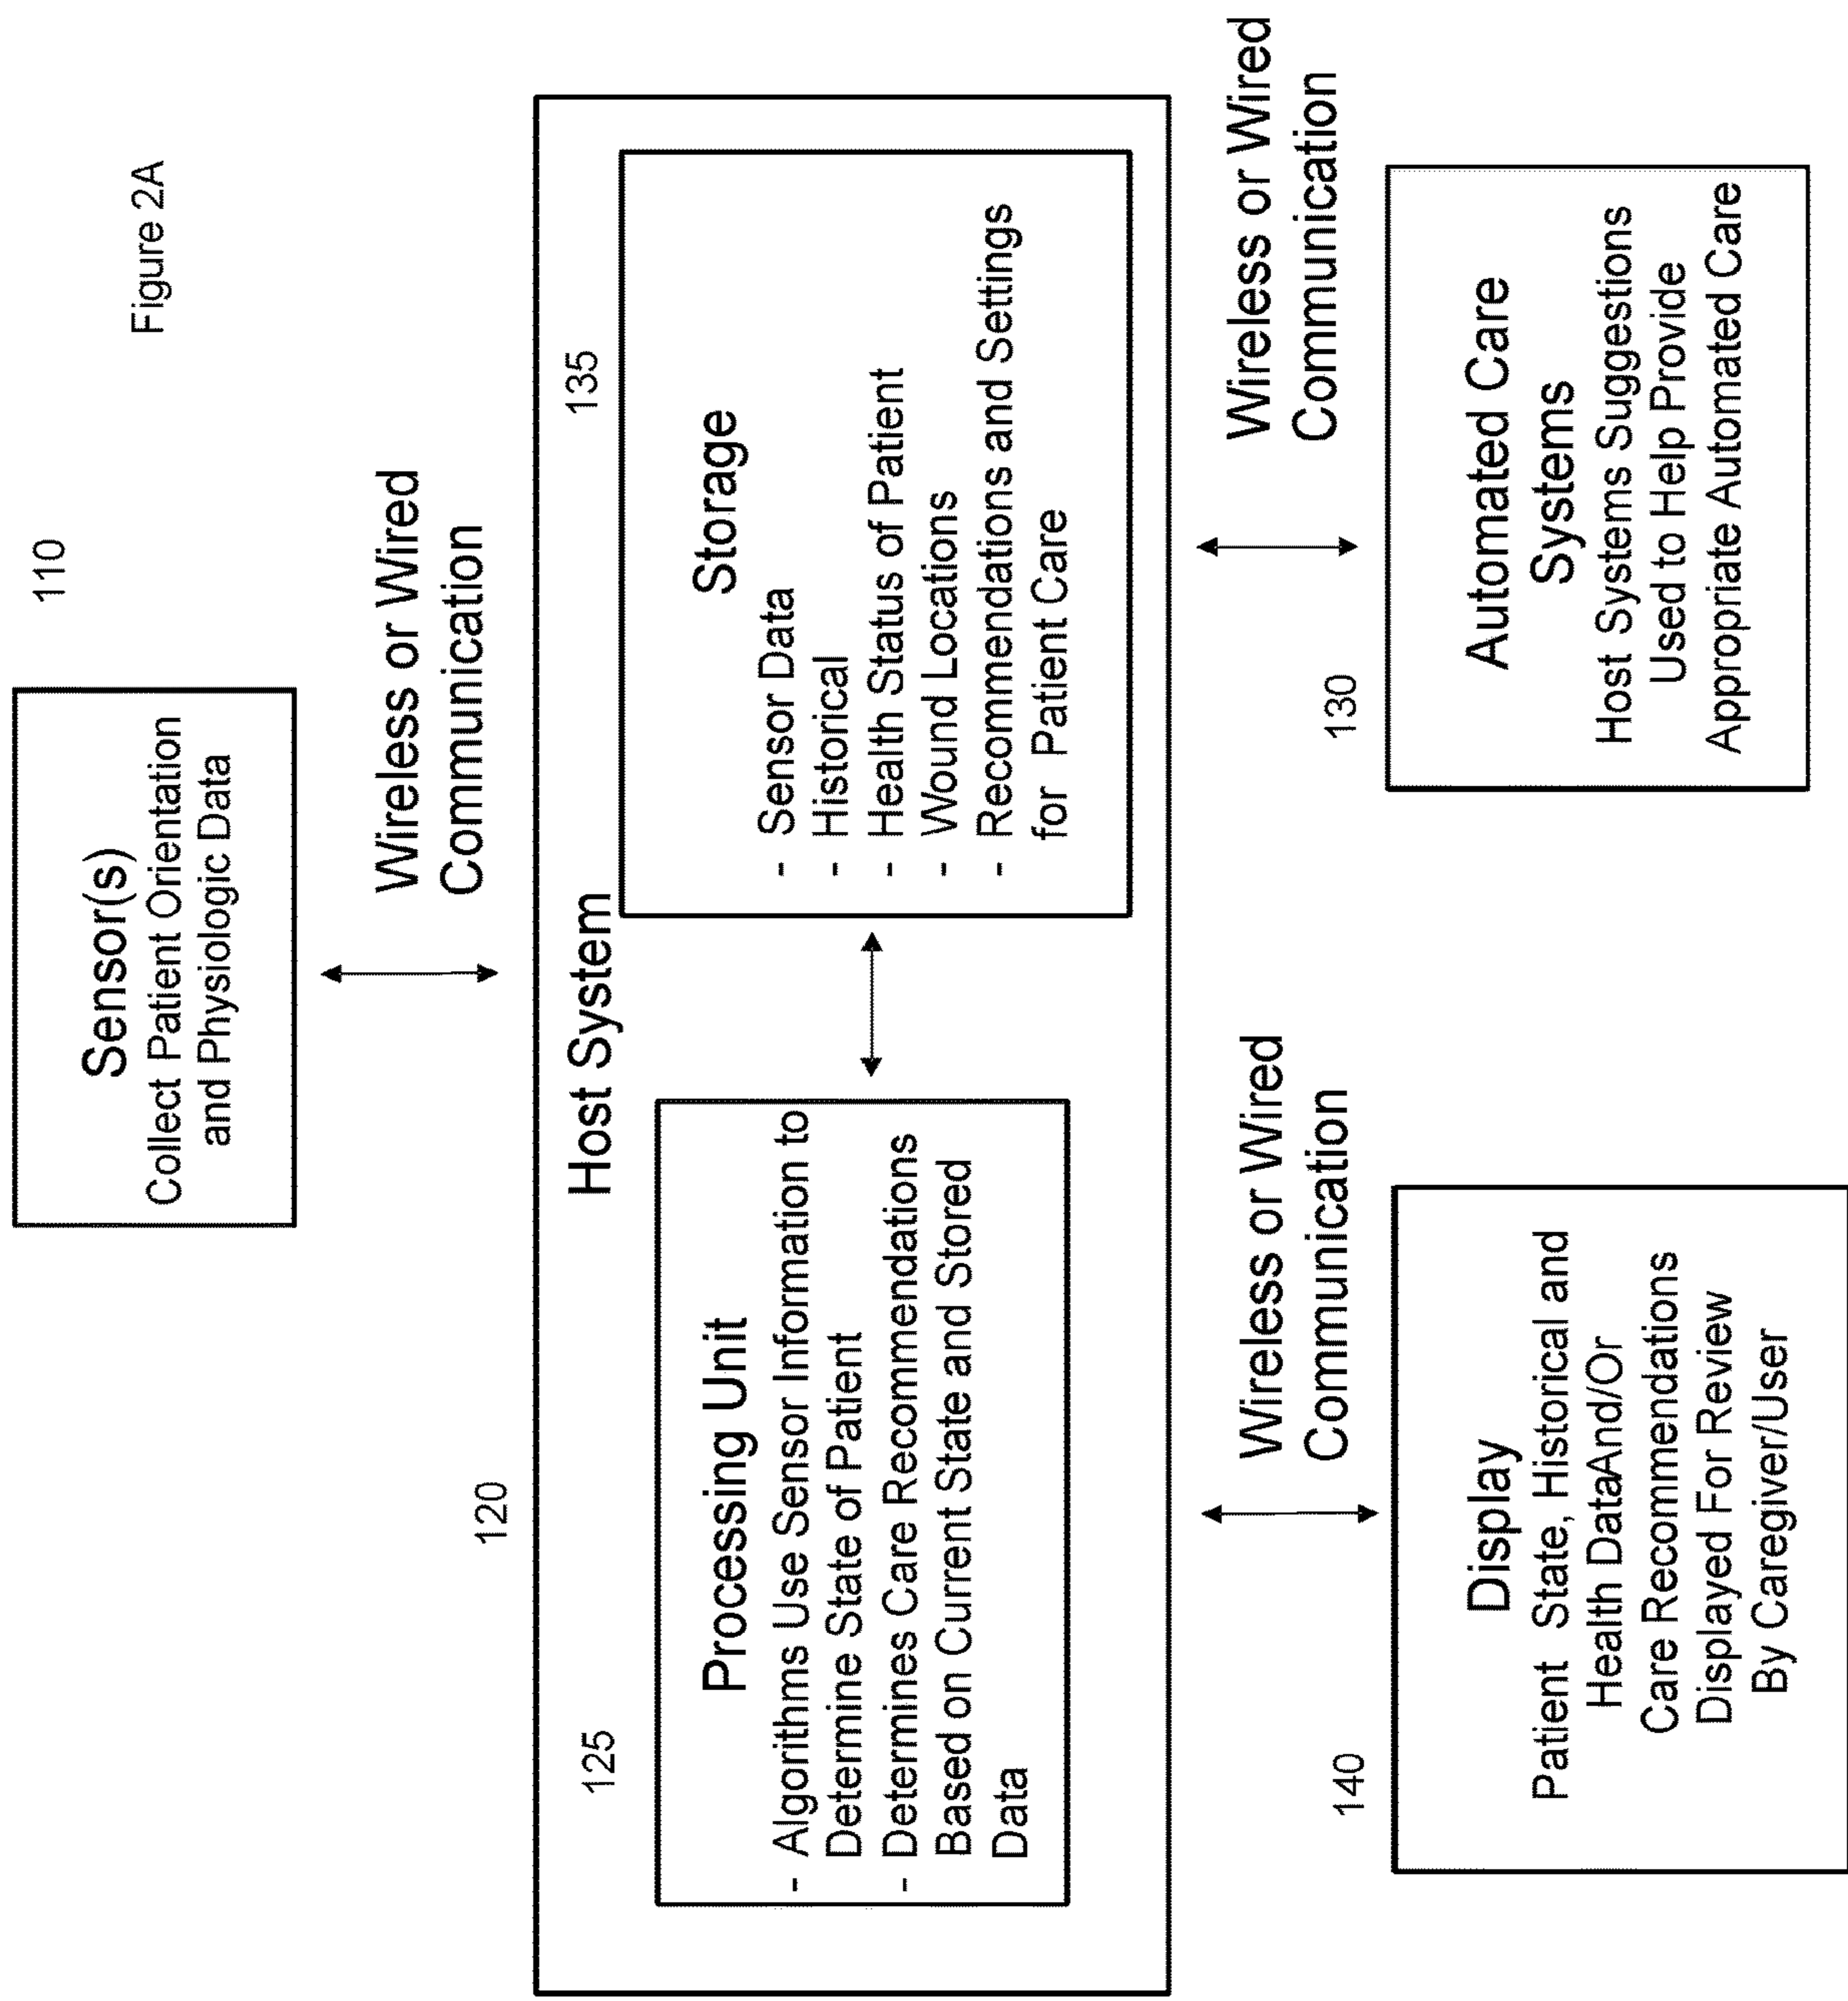 Figure 2A
110
Sensor(s)
Collect Patient Orientation
and Physiologic Data
Wireless or Wired
Communication
120
Host System
125
Processing Unit
- Algorithms Use Sensor Information to
Determine State of Patient
- Determines Care Recommendations
Based on Current State and Stored
Data
135
Storage
- Sensor Data
- Historical
- Health Status of Patient
- Wound Locations
- Recommendations and Settings
for Patient Care
Wireless or Wired
Communication
140
Display
Patient State, Historical and
Health DataAnd/Or
Care Recommendations
Displayed For Review
By Caregiver/User
Wireless or Wired
Communication
130
Automated Care
Systems
Host Systems Suggestions
Used to Help Provide
Appropriate Automated Care